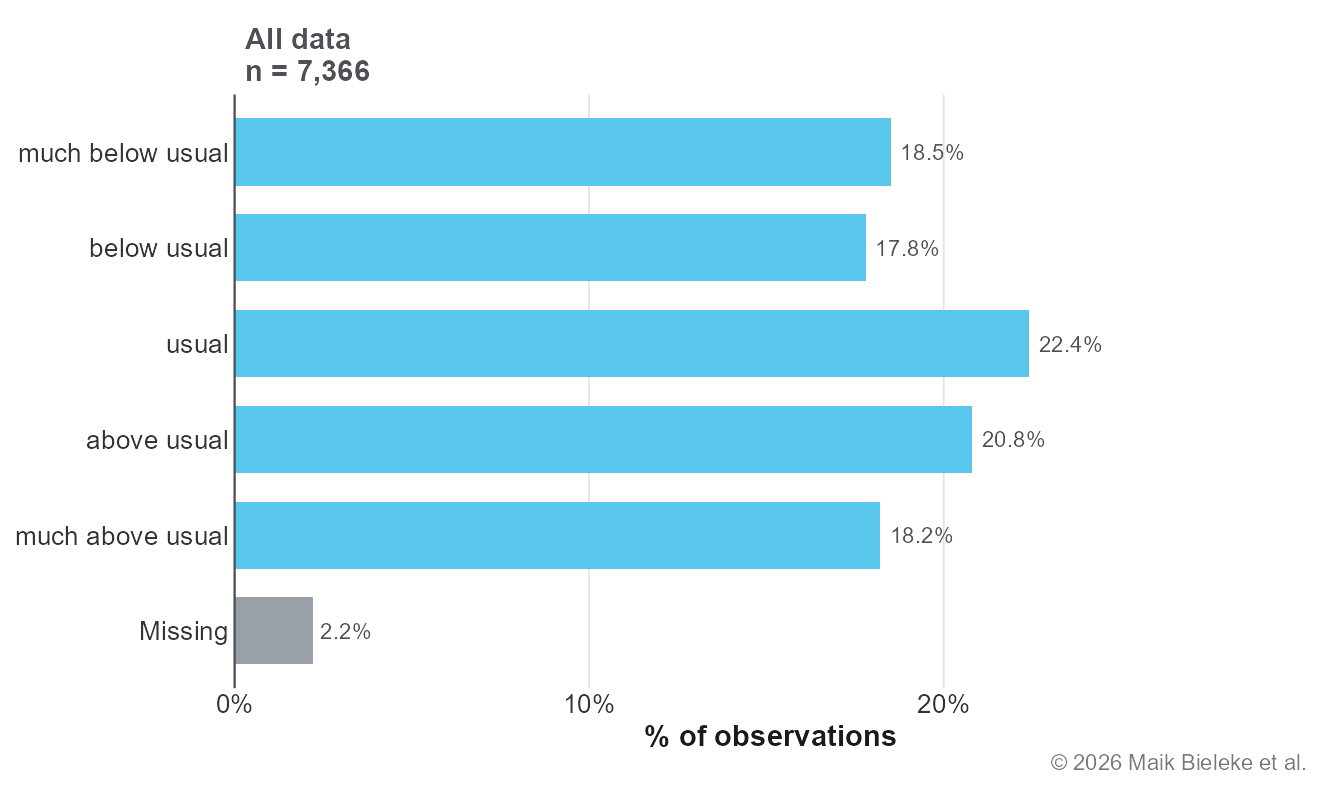 All data
n = 7,366
much below usual
18.5%
below usual
17.8%
usual
22.4%
above usual
20.8%
much above usual
18.2%
Missing
2.2%
0%
10%
20%
% of observations
© 2026 Maik Bieleke et al.